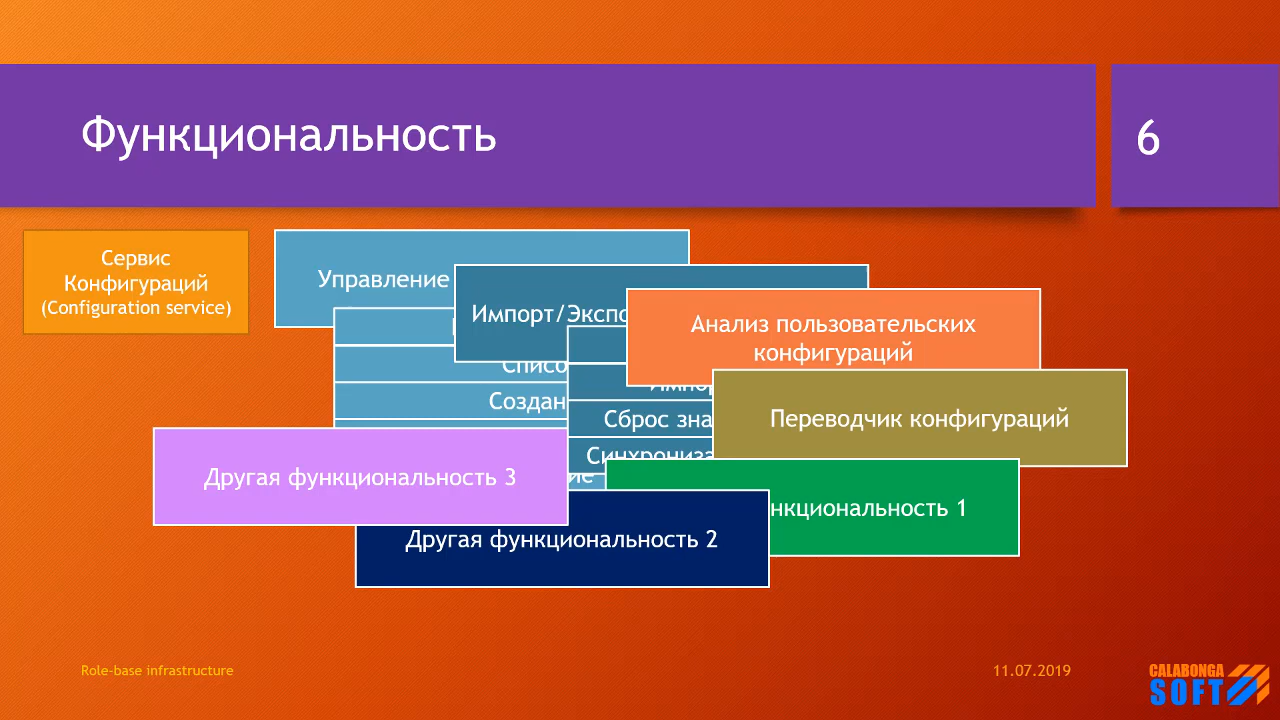 Функциональность
6
Сервис
Конфигураций
(Configuration service)
Управление
Импорт/Экспо
Анализ пользовательских
конфигураций
Списо
Создан
Сброс зна
Переводчик конфигураций
Синхрониза
Другая функциональность 3
нкциональность 1
Другая функциональность 2
Role-base infrastructure
11.07.2019
CALABONGA
SOFT